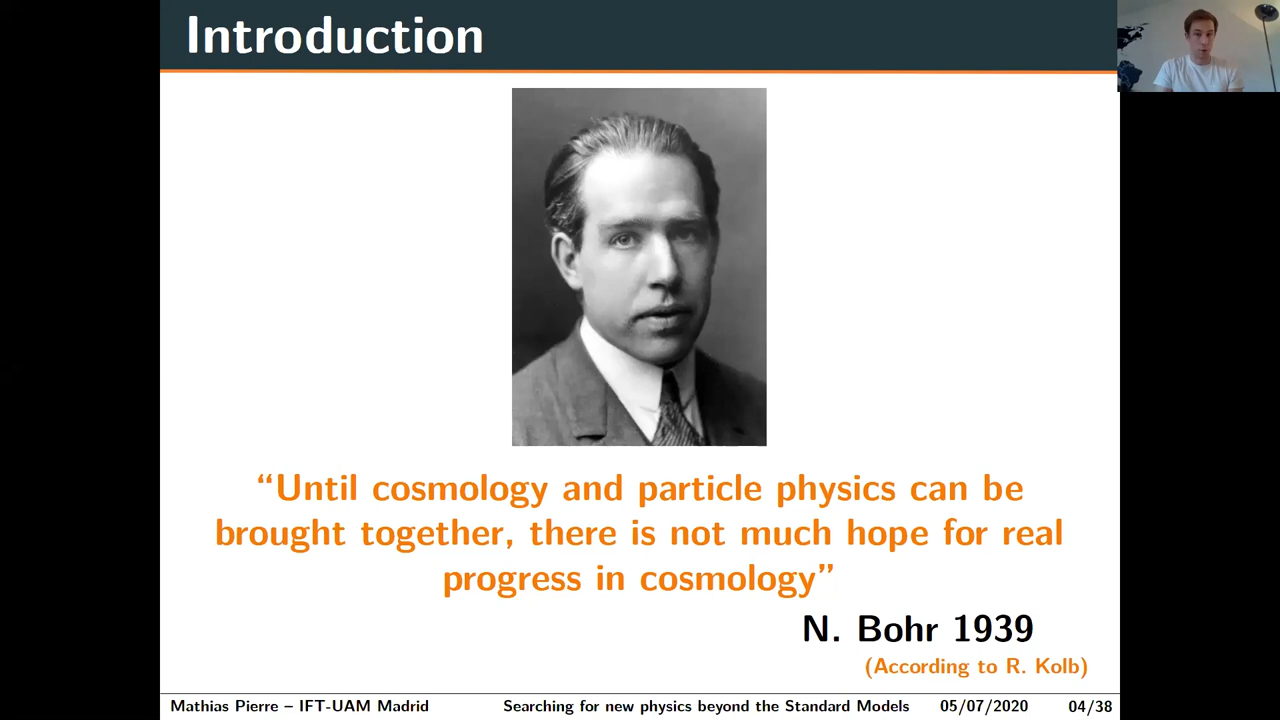 Introduction
“Until cosmology and particle physics can be
brought together, there is not much hope for real
progress in cosmology”
N. Bohr 1939
(According to R. Kolb)
Mathias Pierre – IFT-UAM Madrid Searching for new physics beyond the Standard Models 05/07/2020 04/38